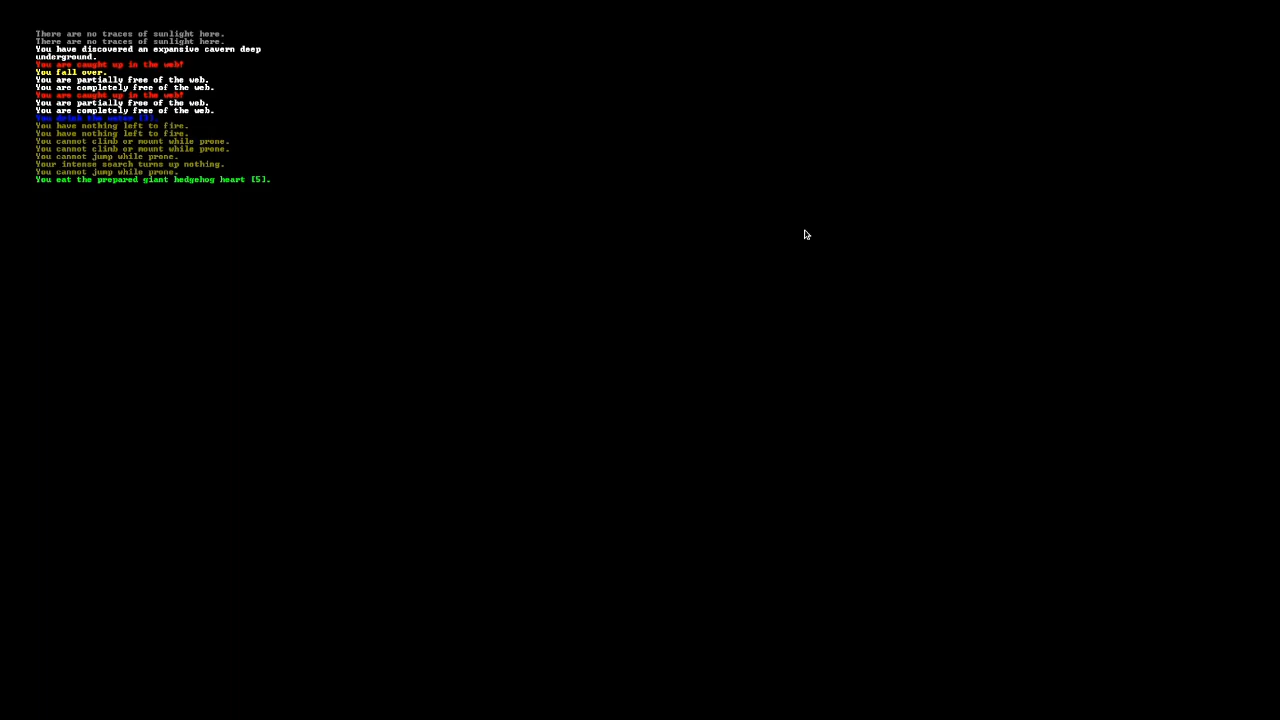 There are no traces of sunlight here.
There are no traces of sunlight here.
You have discovered an expansive cavern deep
underground.
You are caught up in the web!
You fall over.
You are partially free of the web.
You are completely free of the web.
You are caught up in the web!
You are partially free of the web.
You are completely free of the web.
You drink the water [3].
You have nothing left to fire.
You have nothing left to fire.
You cannot climb or mount while prone.
You cannot climb or mount while prone.
You cannot jump while prone.
Your intense search turns up nothing.
You cannot jump while prone.
You eat the prepared giant hedgehog heart [5].